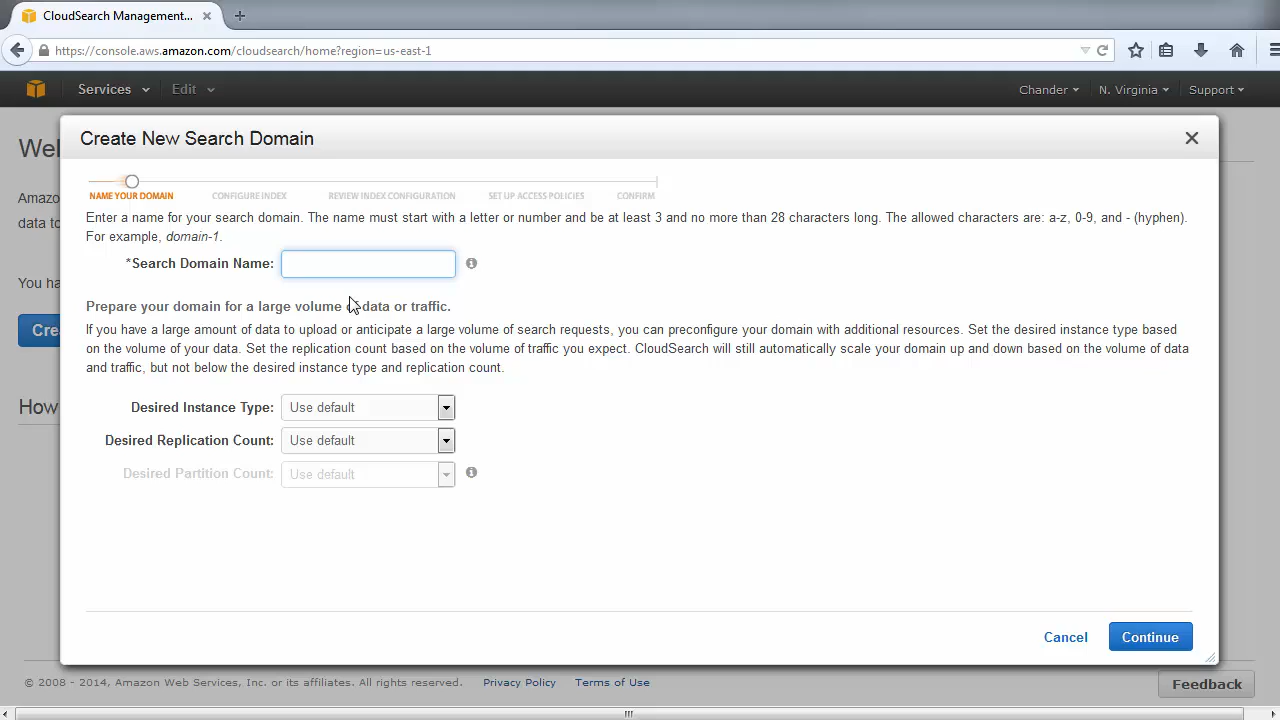 CloudSearch Management...
https://console.aws.amazon.com/cloudsearch/home?region=us-east-1
Services Edit Chander N. Virginia Support
Wel
Create New Search Domain
NAME YOUR DOMAIN CONFIGURE INDEX REVIEW INDEX CONFIGURATION SET UP ACCESS POLICIES CONFIRM
Amazo
data to
Enter a name for your search domain. The name must start with a letter or number and be at least 3 and no more than 28 characters long. The allowed characters are: a-z, 0-9, and - (hyphen).
For example, domain-1.
*Search Domain Name:
You ha
Prepare your domain for a large volume of data or traffic.
Cre
If you have a large amount of data to upload or anticipate a large volume of search requests, you can preconfigure your domain with additional resources. Set the desired instance type based
on the volume of your data. Set the replication count based on the volume of traffic you expect. CloudSearch will still automatically scale your domain up and down based on the volume of data
and traffic, but not below the desired instance type and replication count.
How
Desired Instance Type: Use default
Desired Replication Count: Use default
Desired Partition Count: Use default
Cancel Continue
© 2008 - 2014, Amazon Web Services, Inc. or its affiliates. All rights reserved. Privacy Policy Terms of Use Feedback